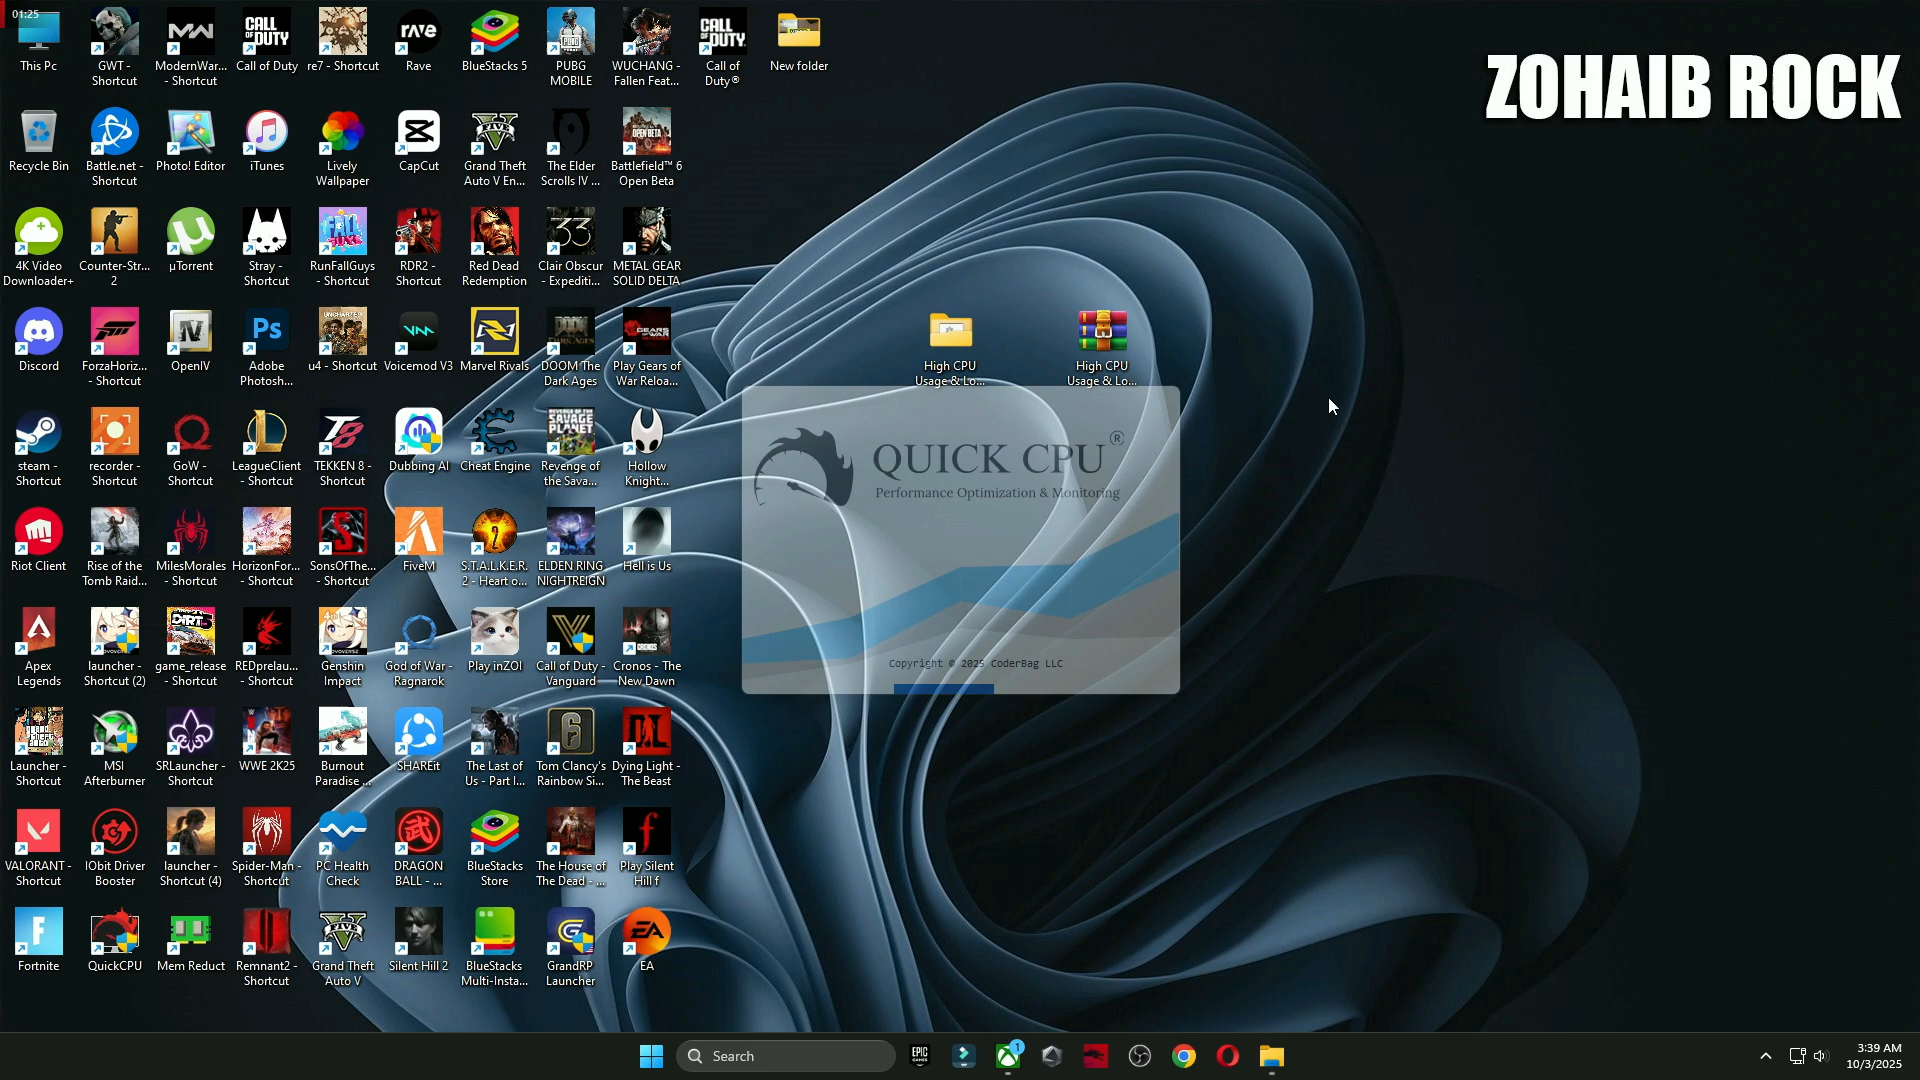 01:25
ZOHAIB ROCK
This Pc
GWT - Shortcut
ModernWar... - Shortcut
Call of Duty
re7 - Shortcut
Rave
BlueStacks 5
PUBG MOBILE
WUCHANG - Fallen Feat...
Call of Duty®
New folder
Recycle Bin
Battle.net - Shortcut
Photo! Editor
iTunes
Lively Wallpaper
CapCut
Grand Theft Auto V En...
The Elder Scrolls IV ...
Battlefield™ 6 Open Beta
4K Video Downloader+
Counter-Str... 2
µTorrent
Stray - Shortcut
RunFallGuys - Shortcut
RDR2 - Shortcut
Red Dead Redemption
Clair Obscur - Expediti...
METAL GEAR SOLID DELTA
Discord
ForzaHoriz... - Shortcut
OpenIV
Adobe Photosh...
u4 - Shortcut
Voicemod V3
Marvel Rivals
DOOM The Dark Ages
Play Gears of War Reloa...
High CPU Usage & Lo...
High CPU Usage & Lo...
steam - Shortcut
recorder - Shortcut
GoW - Shortcut
LeagueClient - Shortcut
TEKKEN 8 - Shortcut
Dubbing AI
Cheat Engine
Revenge of the Sava...
Hollow Knight...
QUICK CPU®
Performance Optimization & Monitoring
Copyright © 2025 CoderBag LLC
Riot Client
Rise of the Tomb Raid...
MilesMorales - Shortcut
HorizonFor... - Shortcut
SonsOfThe... - Shortcut
FiveM
S.T.A.L.K.E.R. 2 - Heart o...
ELDEN RING NIGHTREIGN
Hell is Us
Apex Legends
launcher - Shortcut (2)
game_release - Shortcut
REDprelau... - Shortcut
Genshin Impact
God of War - Ragnarok
Play inZOI
Call of Duty - Vanguard
Cronos - The New Dawn
Launcher - Shortcut
MSI Afterburner
SRLauncher - Shortcut
WWE 2K25
Burnout Paradise ...
SHAREit
The Last of Us - Part I...
Tom Clancy's Rainbow Si...
Dying Light - The Beast
VALORANT - Shortcut
IObit Driver Booster
launcher - Shortcut (4)
Spider-Man - Shortcut
PC Health Check
DRAGON BALL - ...
BlueStacks Store
The House of The Dead - ...
Play Silent Hill f
Fortnite
QuickCPU
Mem Reduct
Remnant2 - Shortcut
Grand Theft Auto V
Silent Hill 2
BlueStacks Multi-Insta...
GrandRP Launcher
EA
Search
EPIC GAMES
1
3:39 AM
10/3/2025